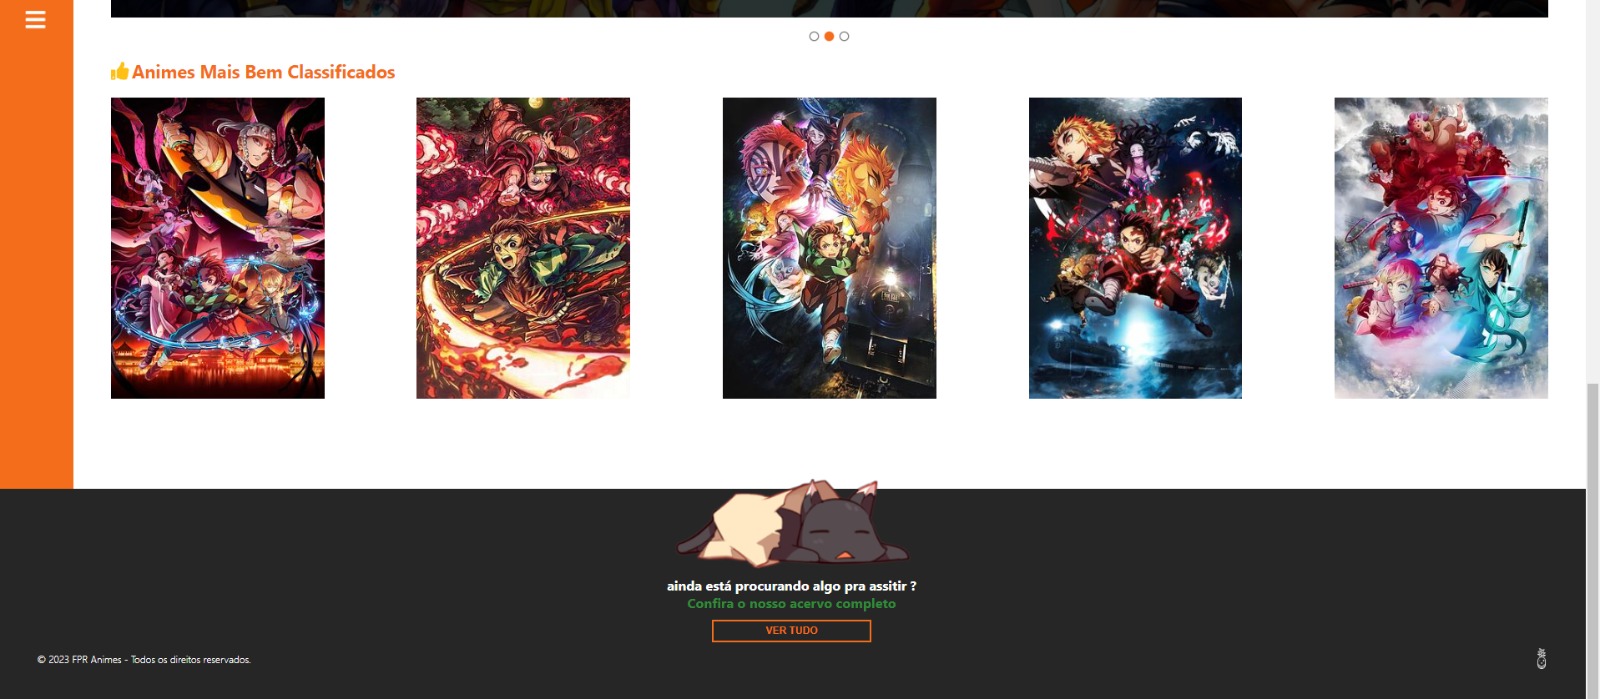 Animes Mais Bem Classificados
ainda está procurando algo pra assitir ?
Confira o nosso acervo completo
VER TUDO
© 2023 FPR Animes - Todos os direitos reservados.